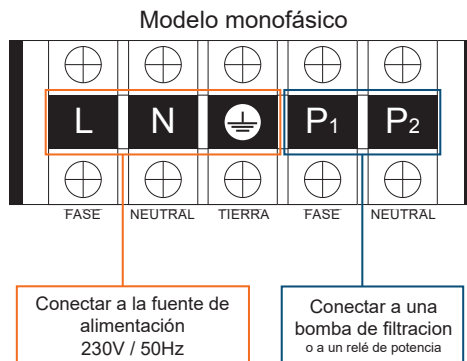 Modelo monofásico
L N P1 P2
FASE NEUTRAL TIERRA FASE NEUTRAL
Conectar a la fuente de
alimentación
230V / 50Hz
Conectar a una
bomba de filtracion
o a un relé de potencia